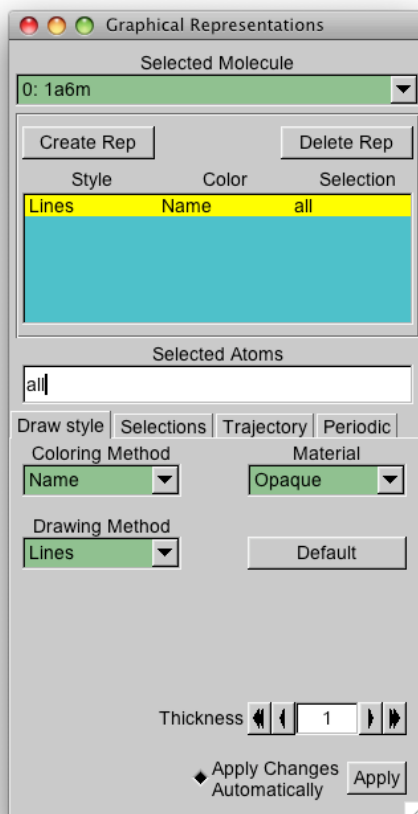 Graphical Representations
Selected Molecule
0: 1a6m
Create Rep Delete Rep
Style Color Selection
Lines Name all
Selected Atoms
all
Draw style Selections Trajectory Periodic
Coloring Method Material
Name Opaque
Drawing Method
Lines Default
Thickness 1
Apply Changes
Automatically Apply